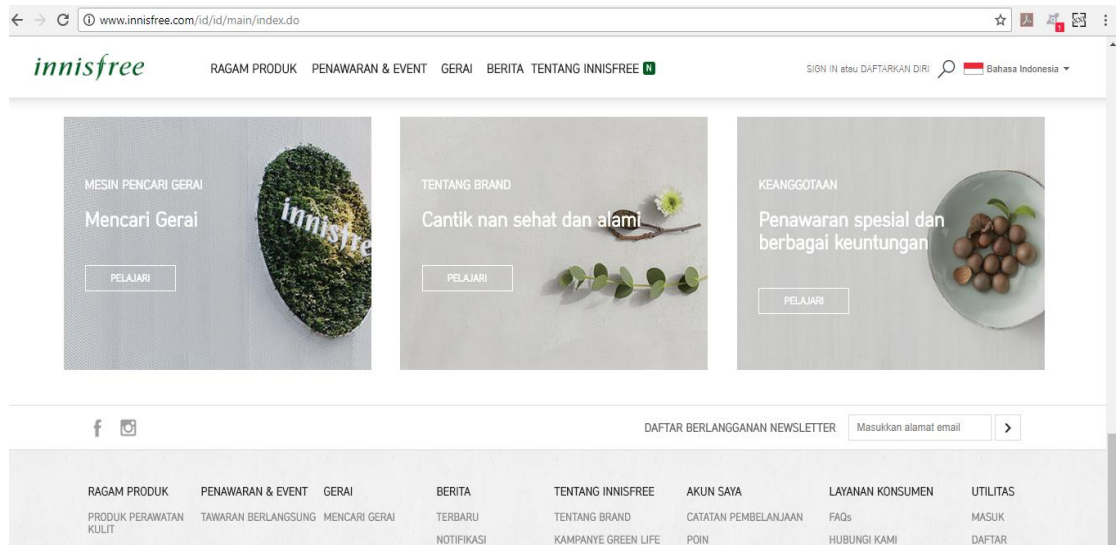 www.innisfree.com/id/id/main/index.do
1
innisfree
RAGAM PRODUK PENAWARAN & EVENT GERAI BERITA TENTANG INNISFREE N
SIGN IN atau DAFTARKAN DIRI Bahasa Indonesia
MESIN PENCARI GERAI
Mencari Gerai
PELAJARI
innisfre
TENTANG BRAND
Cantik nan sehat dan alami
PELAJARI
KEANGGOTAAN
Penawaran spesial dan
berbagai keuntungan
PELAJARI
f
DAFTAR BERLANGGANAN NEWSLETTER Masukkan alamat email >
RAGAM PRODUK PENAWARAN & EVENT GERAI BERITA TENTANG INNISFREE AKUN SAYA LAYANAN KONSUMEN UTILITAS
PRODUK PERAWATAN TAWARAN BERLANGSUNG MENCARI GERAI TERBARU TENTANG BRAND CATATAN PEMBELANJAAN FAQs MASUK
KULIT
NOTIFIKASI KAMPANYE GREEN LIFE POIN HUBUNGI KAMI DAFTAR